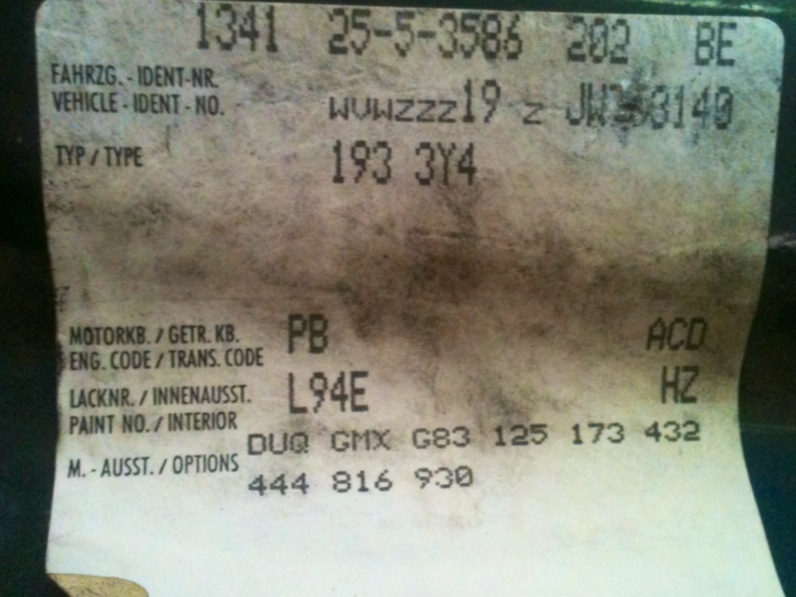 1341 25-5-3586 202 BE
FAHRZG. - IDENT-NR.
VEHICLE - IDENT - NO. WVWZZZ19 Z
TYP / TYPE 193 3Y4
MOTORKB. / GETR. KB. PB ACD
ENG. CODE / TRANS. CODE
LACKNR. / INNENAUSST. L94E HZ
PAINT NO. / INTERIOR
DUQ GMX G83 125 173 432
M. - AUSST. / OPTIONS
444 816 930